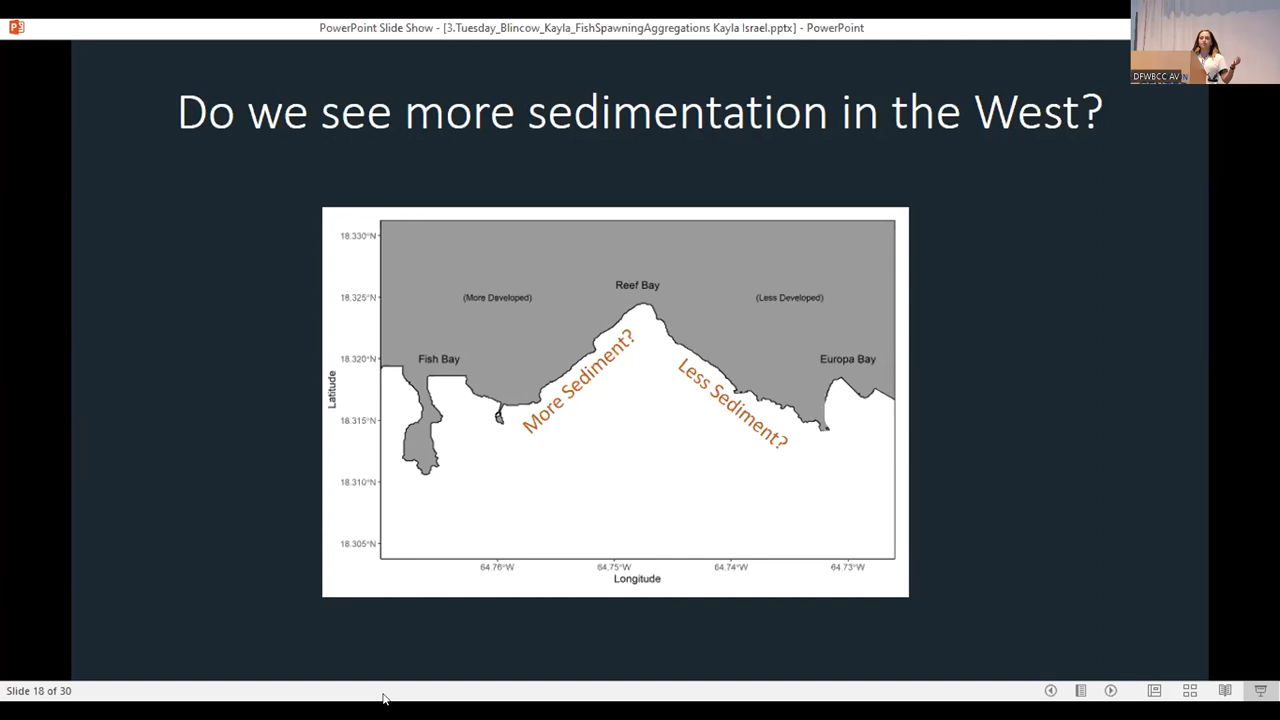 PowerPoint Slide Show - [3.Tuesday_Blincow_Kayla_FishSpawningAggregations Kayla Israel.pptx] - PowerPoint
DFWBCC AV
Do we see more sedimentation in the West?
18.330°N
18.325°N
18.320°N
18.315°N
18.310°N
18.305°N
Latitude
Reef Bay
(More Developed)
(Less Developed)
Fish Bay
Europa Bay
More Sediment?
Less Sediment?
64.76°W
64.75°W
64.74°W
64.73°W
Longitude
Slide 18 of 30